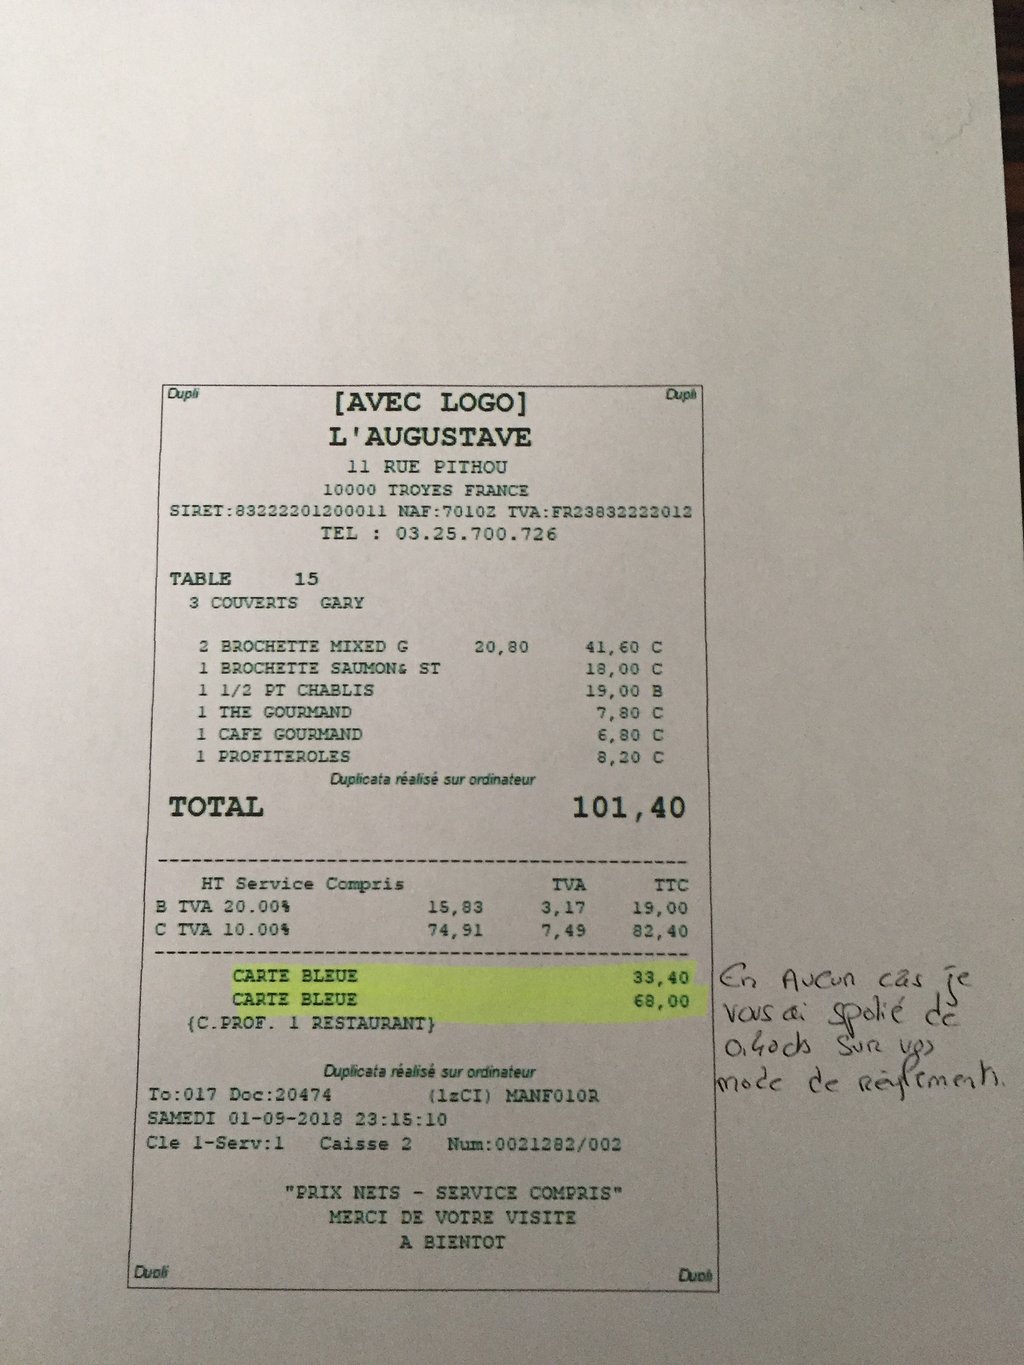 Dupli Dupli
[AVEC LOGO]
L'AUGUSTAVE
11 RUE PITHOU
10000 TROYES FRANCE
SIRET:83222201200011 NAF:7010Z TVA:FR23832222012
TEL : 03.25.700.726
TABLE 15
3 COUVERTS GARY
2 BROCHETTE MIXED G 20,80 41,60 C
1 BROCHETTE SAUMON& ST 18,00 C
1 1/2 PT CHABLIS 19,00 B
1 THE GOURMAND 7,80 C
1 CAFE GOURMAND 6,80 C
1 PROFITEROLES 8,20 C
Duplicata réalisé sur ordinateur
TOTAL 101,40
HT Service Compris TVA TTC
B TVA 20.00% 15,83 3,17 19,00
C TVA 10.00% 74,91 7,49 82,40
CARTE BLEUE 33,40
CARTE BLEUE 68,00
{C.PROF. 1 RESTAURANT}
En Aucun cas je
vous ai spolié de
0,40cts sur vos
mode de règlements.
Duplicata réalisé sur ordinateur
To:017 Doc:20474 (1zCI) MANF010R
SAMEDI 01-09-2018 23:15:10
Cle 1-Serv:1 Caisse 2 Num:0021282/002
"PRIX NETS - SERVICE COMPRIS"
MERCI DE VOTRE VISITE
A BIENTOT
Dupli Dupli